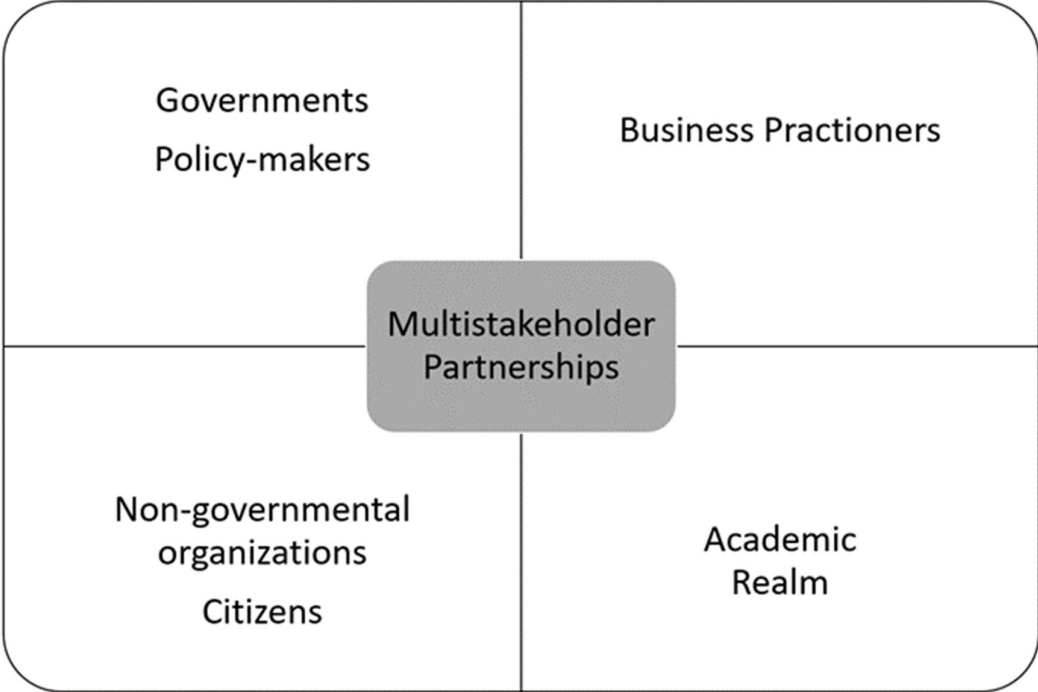 Governments
Policy-makers
Business Practioners
Multistakeholder
Partnerships
Non-governmental
organizations
Citizens
Academic
Realm